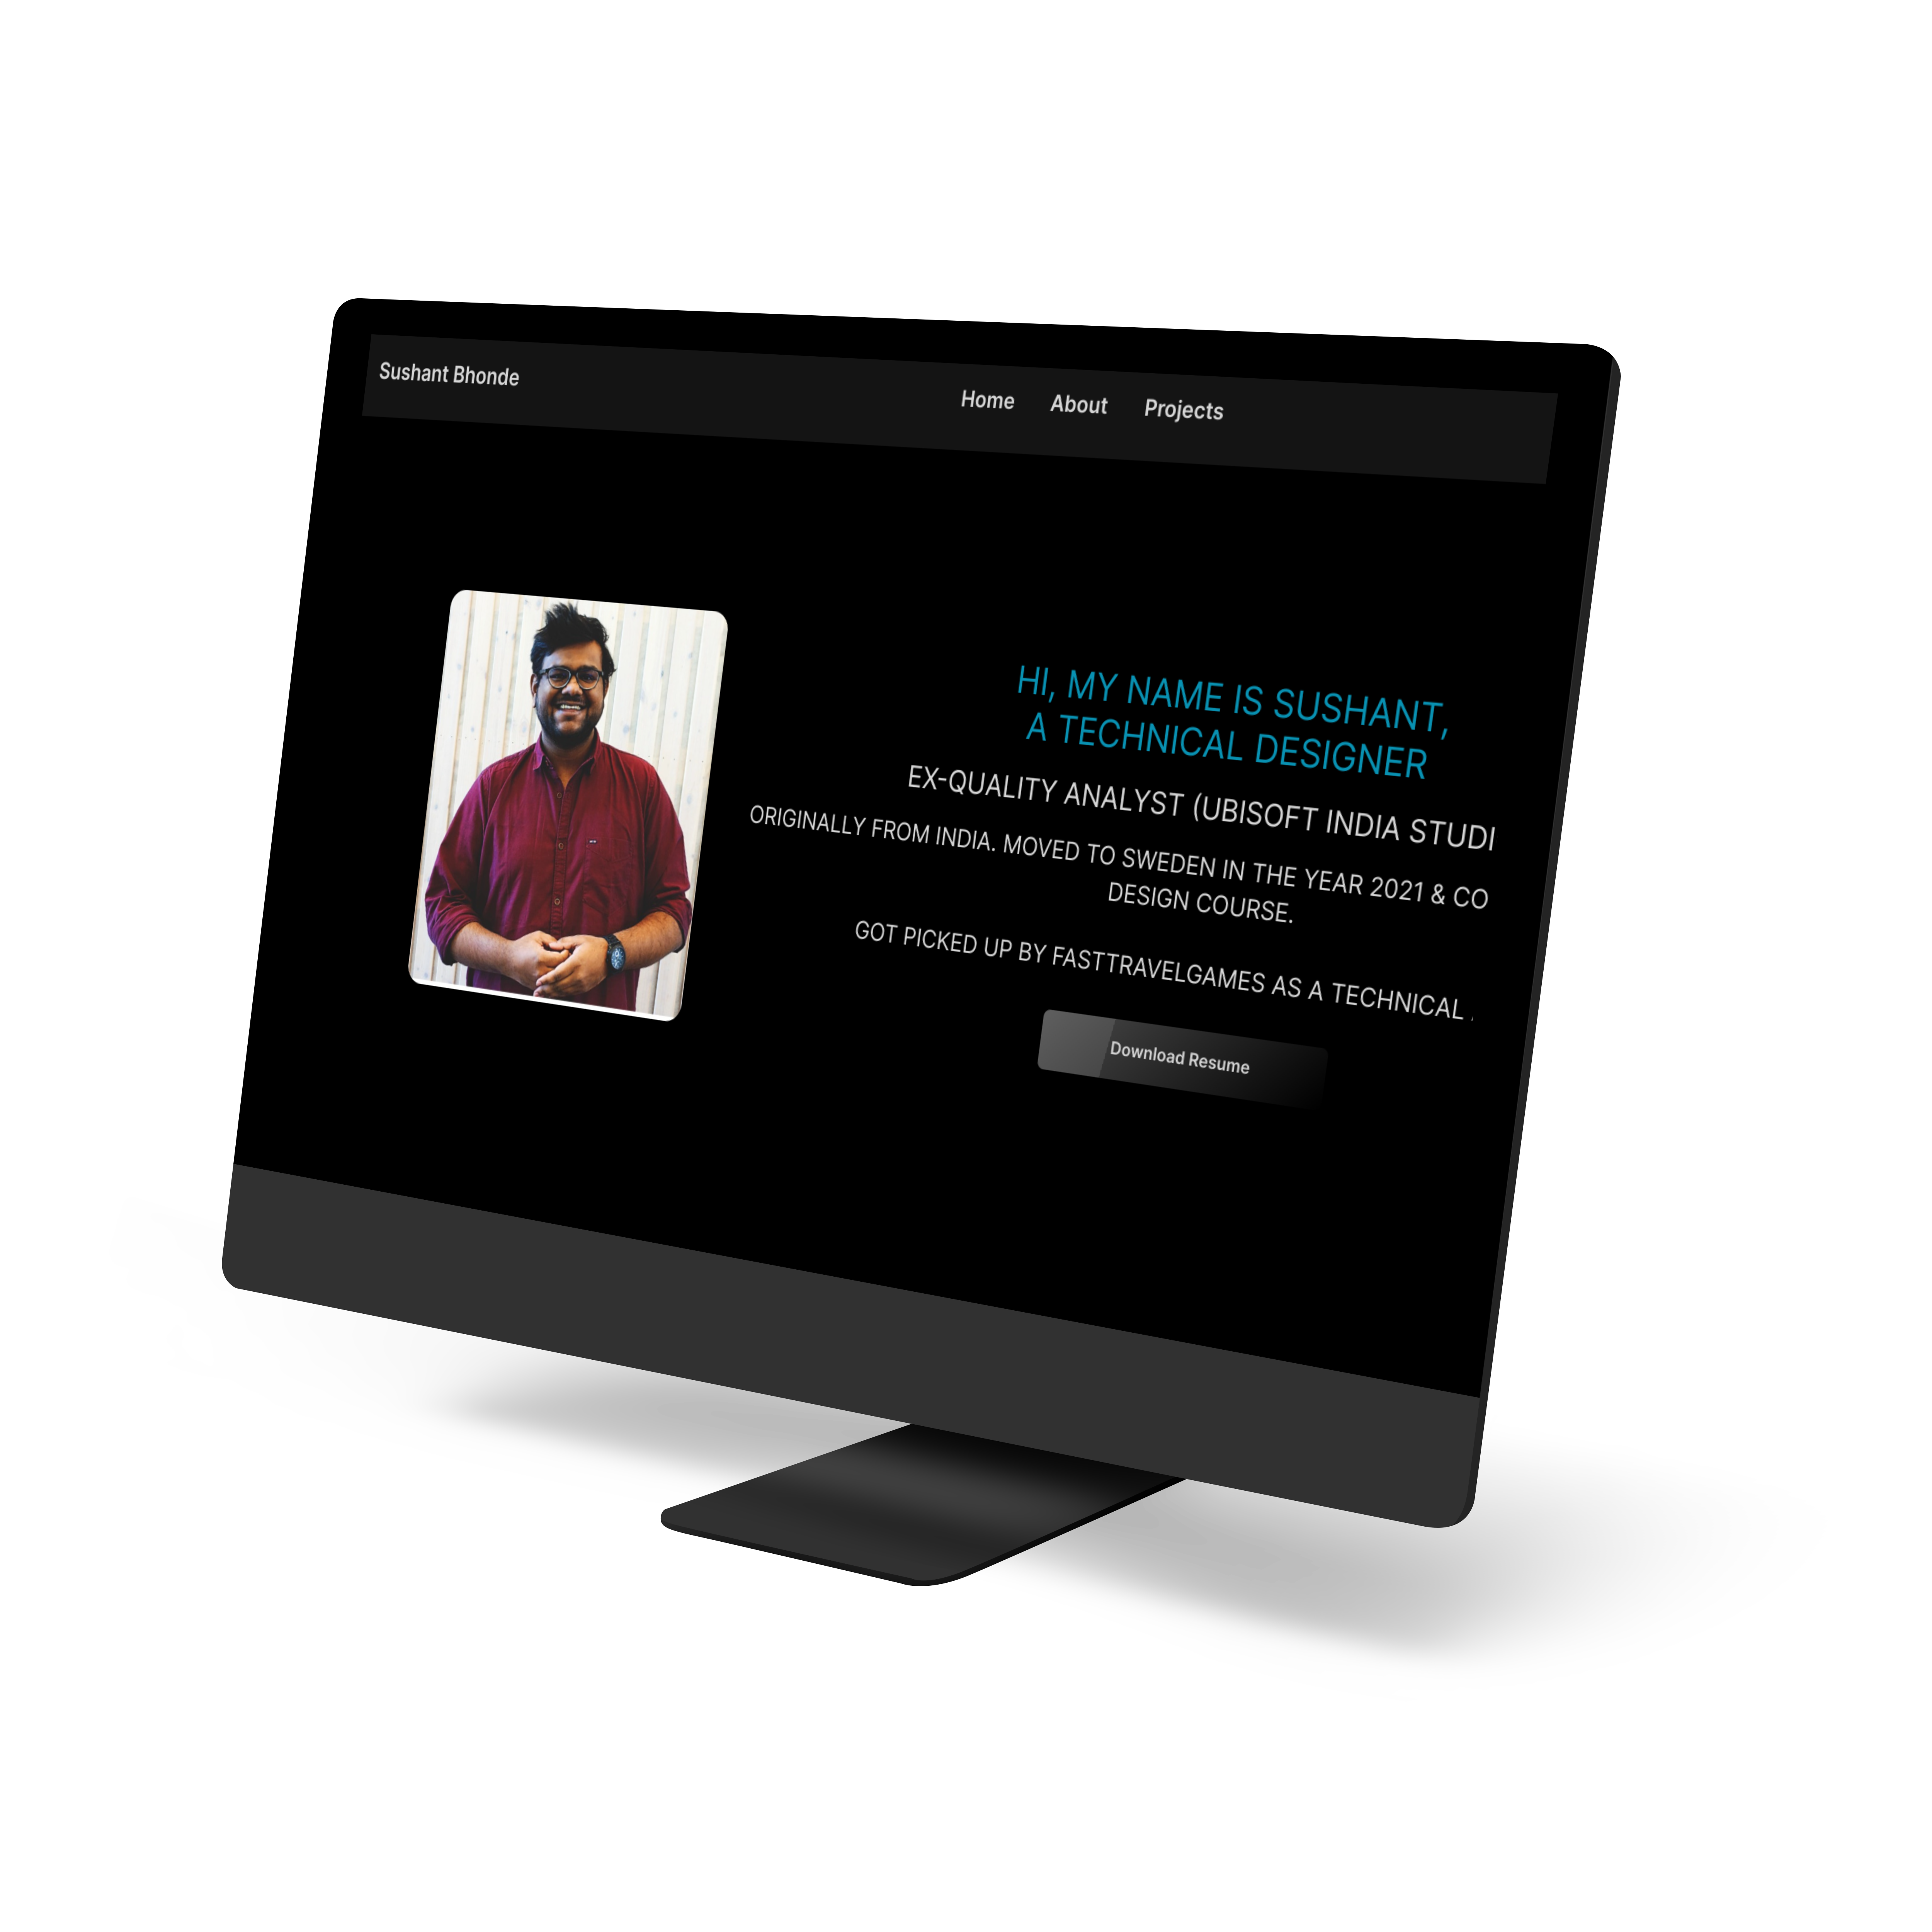 Sushant Bhonde
Home About Projects
HI, MY NAME IS SUSHANT,
A TECHNICAL DESIGNER
EX-QUALITY ANALYST (UBISOFT INDIA STUDI
ORIGINALLY FROM INDIA. MOVED TO SWEDEN IN THE YEAR 2021 & CO
DESIGN COURSE.
GOT PICKED UP BY FASTTRAVELGAMES AS A TECHNICAL
Download Resume